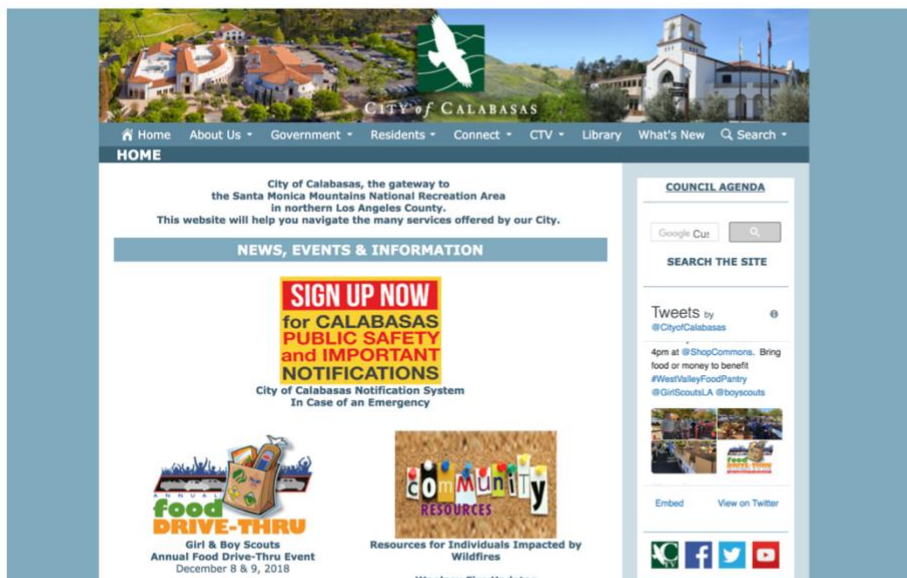 CITY of CALABASAS
Home About Us Government Residents Connect CTV Library What's New Search
HOME
City of Calabasas, the gateway to
the Santa Monica Mountains National Recreation Area
in northern Los Angeles County.
This website will help you navigate the many services offered by our City.
NEWS, EVENTS & INFORMATION
SIGN UP NOW
for CALABASAS
PUBLIC SAFETY
and IMPORTANT
NOTIFICATIONS
City of Calabasas Notification System
In Case of an Emergency
ANNUAL
food
DRIVE-THRU
Girl & Boy Scouts
Annual Food Drive-Thru Event
December 8 & 9, 2018
COMMUNITY
RESOURCES
Resources for Individuals Impacted by
Wildfires
COUNCIL AGENDA
Google Cus
SEARCH THE SITE
Tweets by
@CityofCalabasas
4pm at @ShopCommons. Bring
food or money to benefit
#WestValleyFoodPantry
@GirlScoutsLA @boyscouts
food
Embed View on Twitter